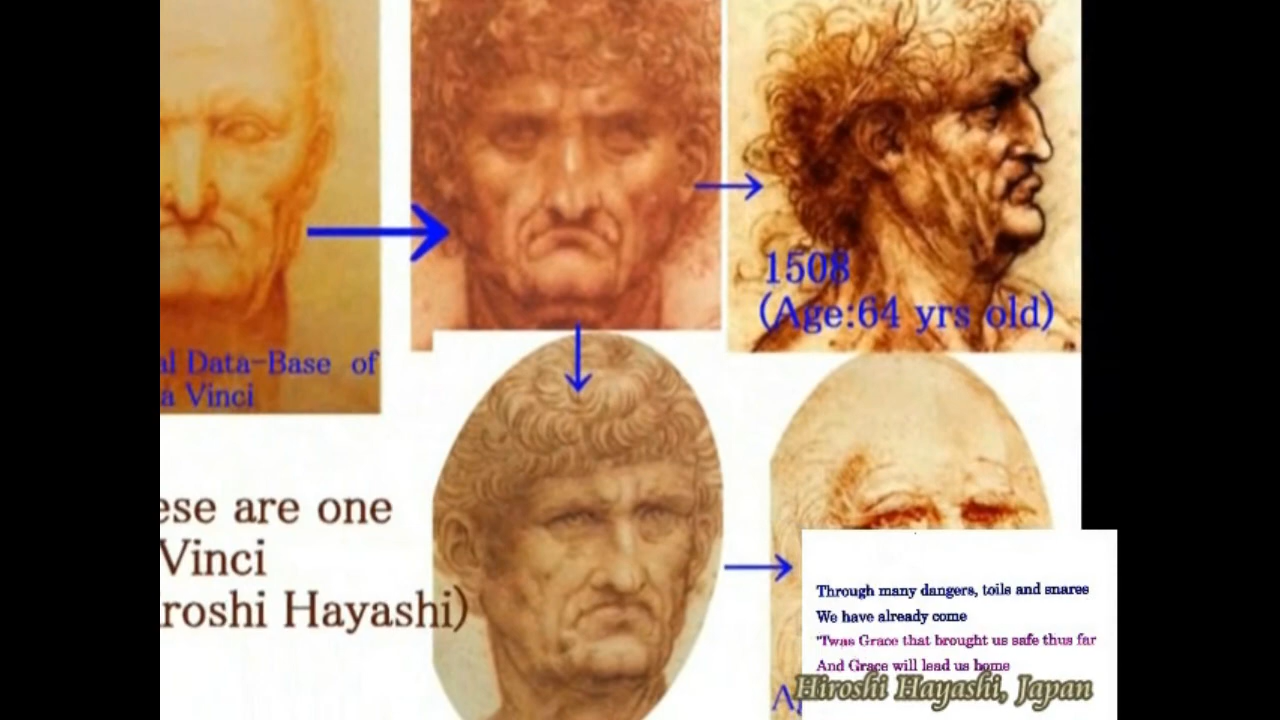 1508
(Age:64 yrs old)
al Data-Base of
a Vinci
ese are one
Vinci
roshi Hayashi)
Through many dangers, toils and snares
We have already come
'Twas Grace that brought us safe thus far
And Grace will lead us home
Hiroshi Hayashi, Japan